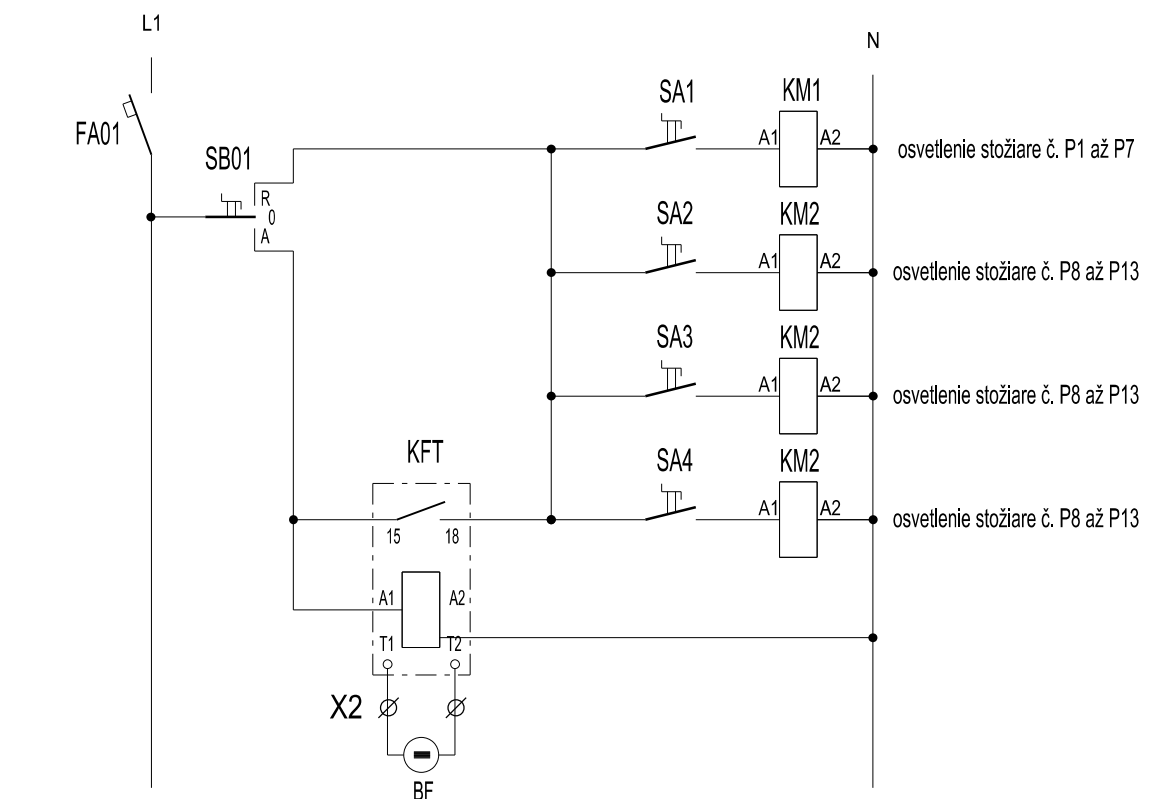 L1
N
FA01
SB01
R
0
A
SA1
KM1
A1
A2
osvetlenie stožiare č. P1 až P7
SA2
KM2
A1
A2
osvetlenie stožiare č. P8 až P13
SA3
KM2
A1
A2
osvetlenie stožiare č. P8 až P13
KFT
SA4
KM2
15
18
A1
A2
osvetlenie stožiare č. P8 až P13
A1
A2
T1
T2
X2
BF